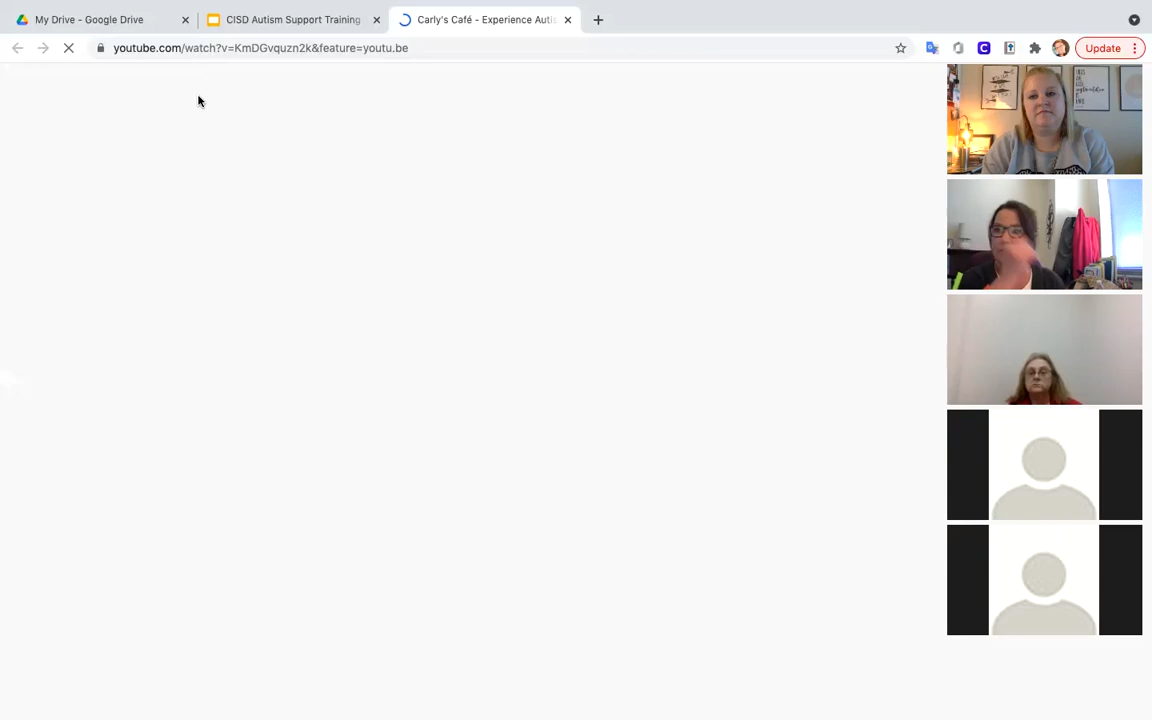 My Drive - Google Drive
CISD Autism Support Training
Carly's Café - Experience Autis
youtube.com/watch?v=KmDGvquzn2k&feature=youtu.be
Update